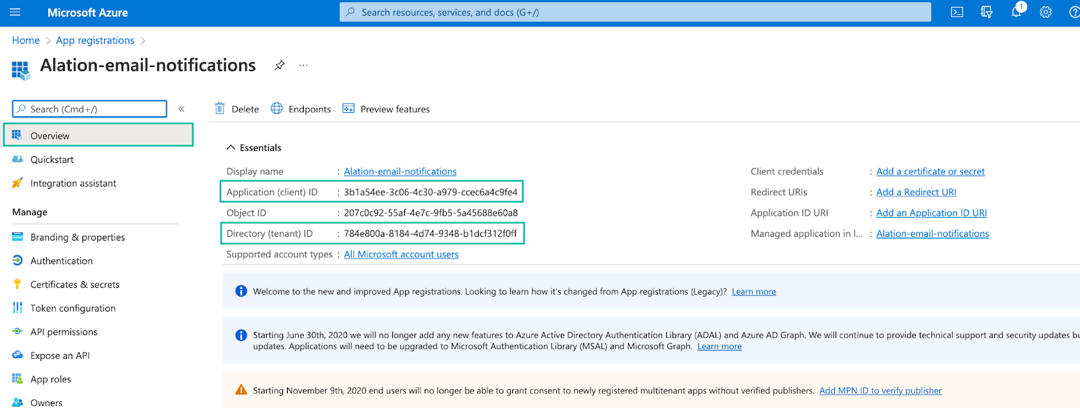 Microsoft Azure
Search resources, services, and docs (G+/)
1
Home > App registrations >
Alation-email-notifications
...
Search (Cmd+/)
«
Delete Endpoints Preview features
Overview
Quickstart
Integration assistant
Manage
Branding & properties
Authentication
Certificates & secrets
Token configuration
API permissions
Expose an API
App roles
Owners
Essentials
Display name : Alation-email-notifications
Application (client) ID : 3b1a54ee-3c06-4c30-a979-ccec6a4c9fe4
Object ID : 207c0c92-55af-4e7c-9fb5-5a45688e60a8
Directory (tenant) ID : 784e800a-8184-4d74-9348-b1dcf312f0ff
Supported account types : All Microsoft account users
Client credentials : Add a certificate or secret
Redirect URIs : Add a Redirect URI
Application ID URI : Add an Application ID URI
Managed application in l... : Alation-email-notifications
Welcome to the new and improved App registrations. Looking to learn how it's changed from App registrations (Legacy)? Learn more
Starting June 30th, 2020 we will no longer add any new features to Azure Active Directory Authentication Library (ADAL) and Azure AD Graph. We will continue to provide technical support and security updates bu
updates. Applications will need to be upgraded to Microsoft Authentication Library (MSAL) and Microsoft Graph. Learn more
Starting November 9th, 2020 end users will no longer be able to grant consent to newly registered multitenant apps without verified publishers. Add MPN ID to verify publisher